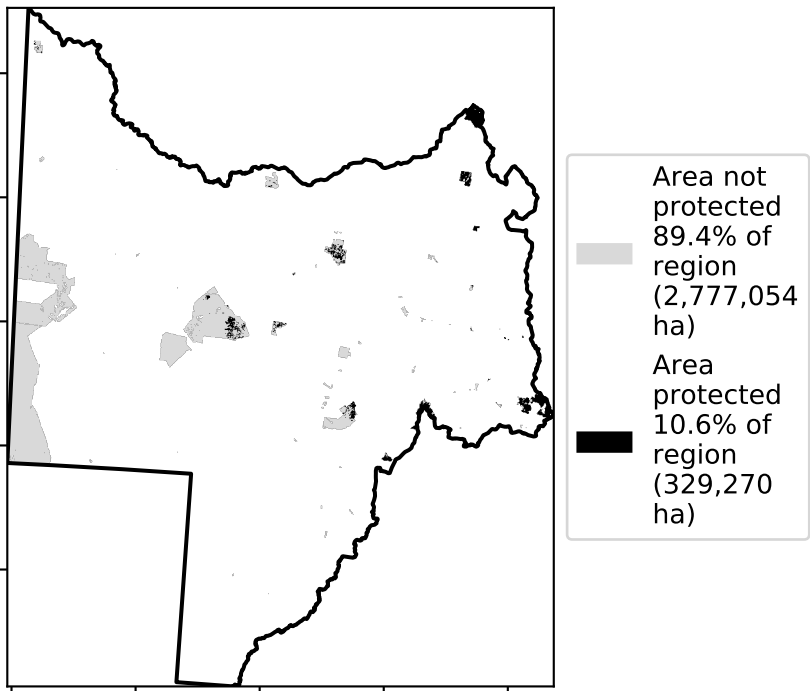 Area not
protected
89.4% of
region
(2,777,054
ha)
Area
protected
10.6% of
region
(329,270
ha)